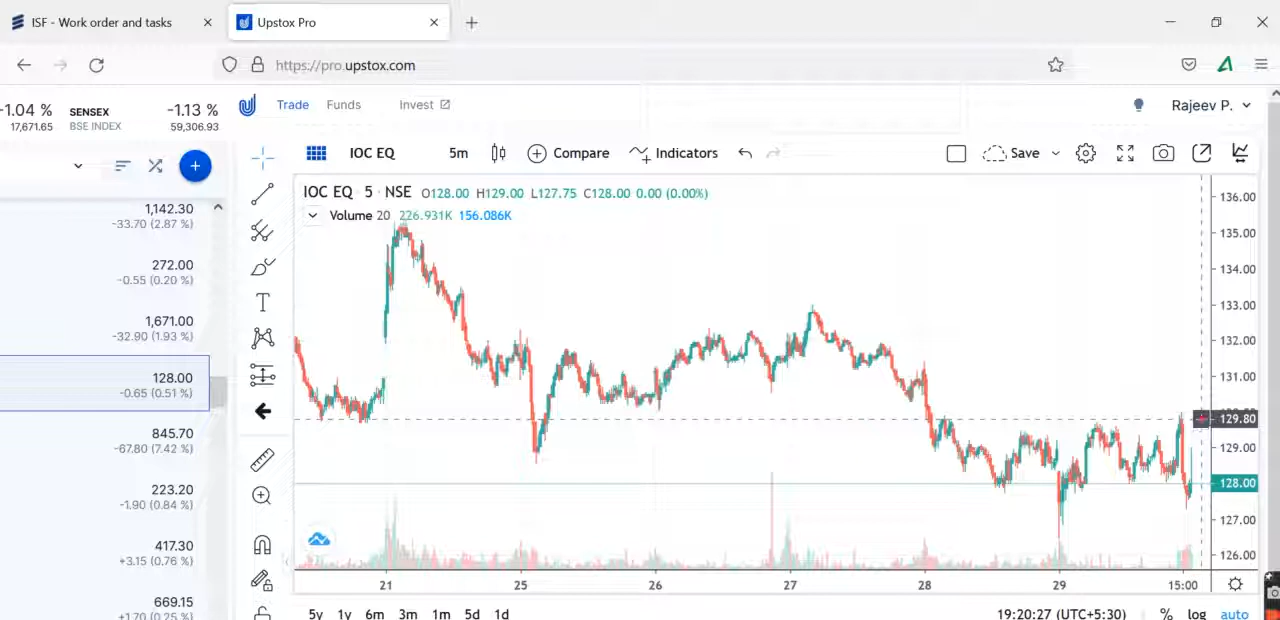 ISF - Work order and tasks
Upstox Pro
https://pro.upstox.com
-1.04 %
17,671.65
SENSEX
BSE INDEX
-1.13 %
59,306.93
Trade
Funds
Invest
Rajeev P.
IOC EQ
5m
Compare
Indicators
Save
1,142.30
-33.70 (2.87 %)
272.00
-0.55 (0.20 %)
1,671.00
-32.90 (1.93 %)
128.00
-0.65 (0.51 %)
845.70
-67.80 (7.42 %)
223.20
-1.90 (0.84 %)
417.30
+3.15 (0.76 %)
669.15
+1.70 (0.25 %)
IOC EQ 5 NSE O128.00 H129.00 L127.75 C128.00 0.00 (0.00%)
Volume 20 226.931K 156.086K
136.00
135.00
134.00
133.00
132.00
131.00
129.80
129.00
128.00
127.00
126.00
21 25 26 27 28 29 15:00
5y 1y 6m 3m 1m 5d 1d
19:20:27 (UTC+5:30) % log auto